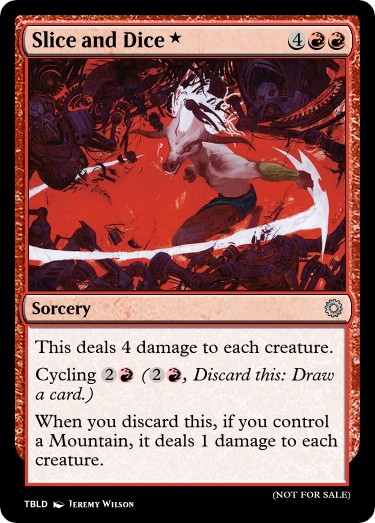 Slice and Dice ★ 4
Sorcery
This deals 4 damage to each creature.
Cycling 2 (2, Discard this: Draw
a card.)
When you discard this, if you control
a Mountain, it deals 1 damage to each
creature.
TBLD JEREMY WILSON (NOT FOR SALE)